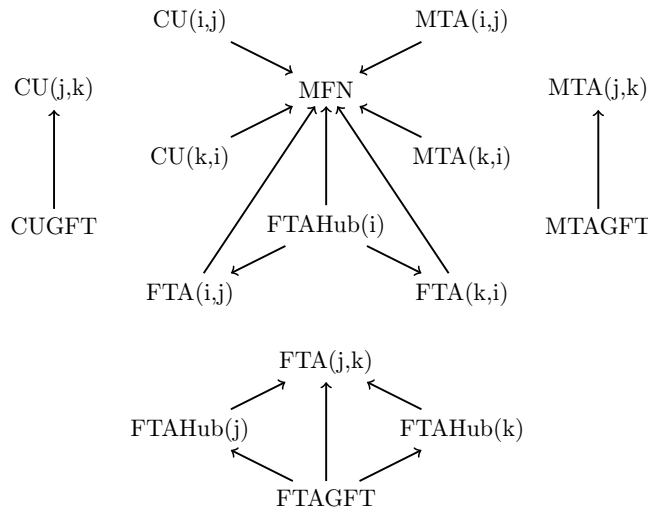 CU(i,j)
MTA(i,j)
CU(j,k)
MFN
MTA(j,k)
CU(k,i)
MTA(k,i)
CUGFT
FTAHub(i)
MTAGFT
FTA(i,j)
FTA(k,i)
FTA(j,k)
FTAHub(j)
FTAHub(k)
FTAGFT